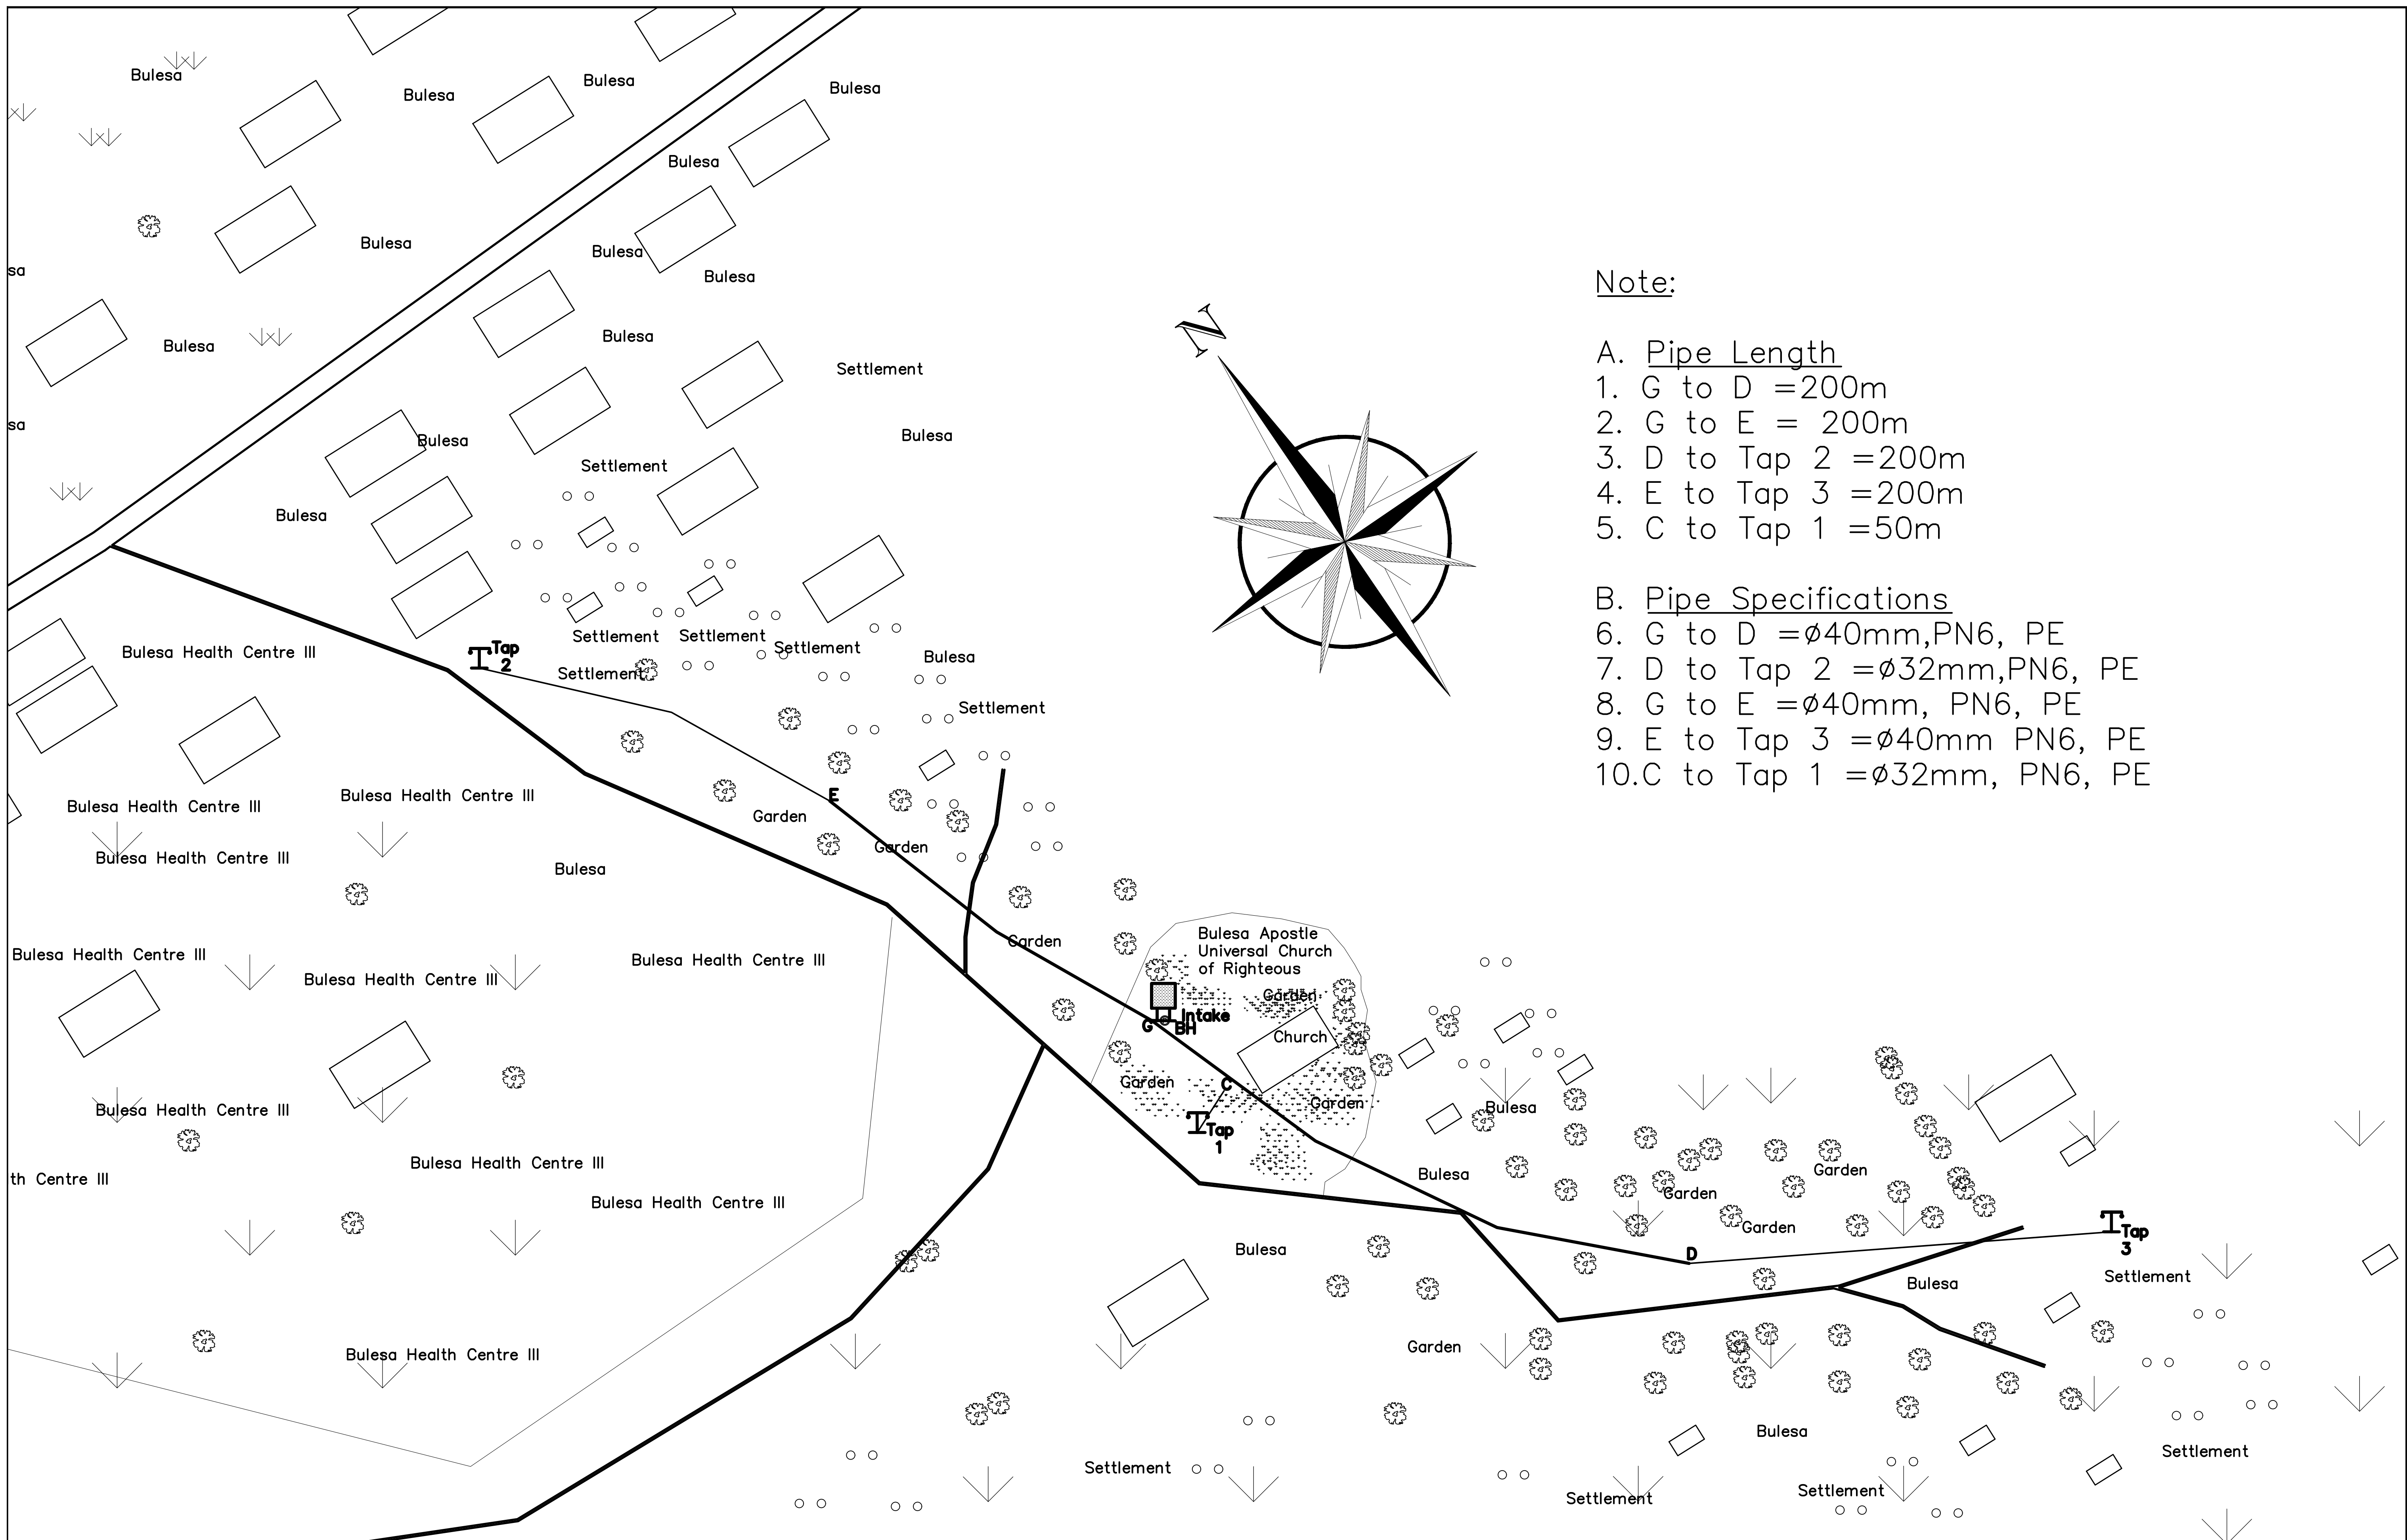 Bulesa
Bulesa
Bulesa
Bulesa
Bulesa
Bulesa
Bulesa
sa
Bulesa
Bulesa
Bulesa
Bulesa
Settlement
sa
Bulesa
Bulesa
Settlement
Bulesa
N
Note:
A. Pipe Length
1. G to D =200m
2. G to E = 200m
3. D to Tap 2 =200m
4. E to Tap 3 =200m
5. C to Tap 1 =50m
B. Pipe Specifications
6. G to D =ø40mm,PN6, PE
7. D to Tap 2 =ø32mm,PN6, PE
8. G to E =ø40mm, PN6, PE
9. E to Tap 3 =ø40mm PN6, PE
10.C to Tap 1 =ø32mm, PN6, PE
Bulesa Health Centre III
Tap
2
Settlement
Settlement
Settlement
Settlement
Bulesa
Settlement
Bulesa Health Centre III
Bulesa Health Centre III
E
Garden
Garden
Bulesa Health Centre III
Bulesa
Garden
Bulesa Health Centre III
Bulesa Health Centre III
Bulesa Health Centre III
Bulesa Apostle
Universal Church
of Righteous
Garden
Intake
G
BH
Church
Garden
C
Garden
Tap
1
Bulesa
Bulesa Health Centre III
th Centre III
Bulesa Health Centre III
Bulesa Health Centre III
Bulesa
Garden
Garden
Garden
Tap
3
Bulesa
D
Settlement
Bulesa
Bulesa Health Centre III
Garden
Bulesa
Settlement
Settlement
Settlement
Settlement